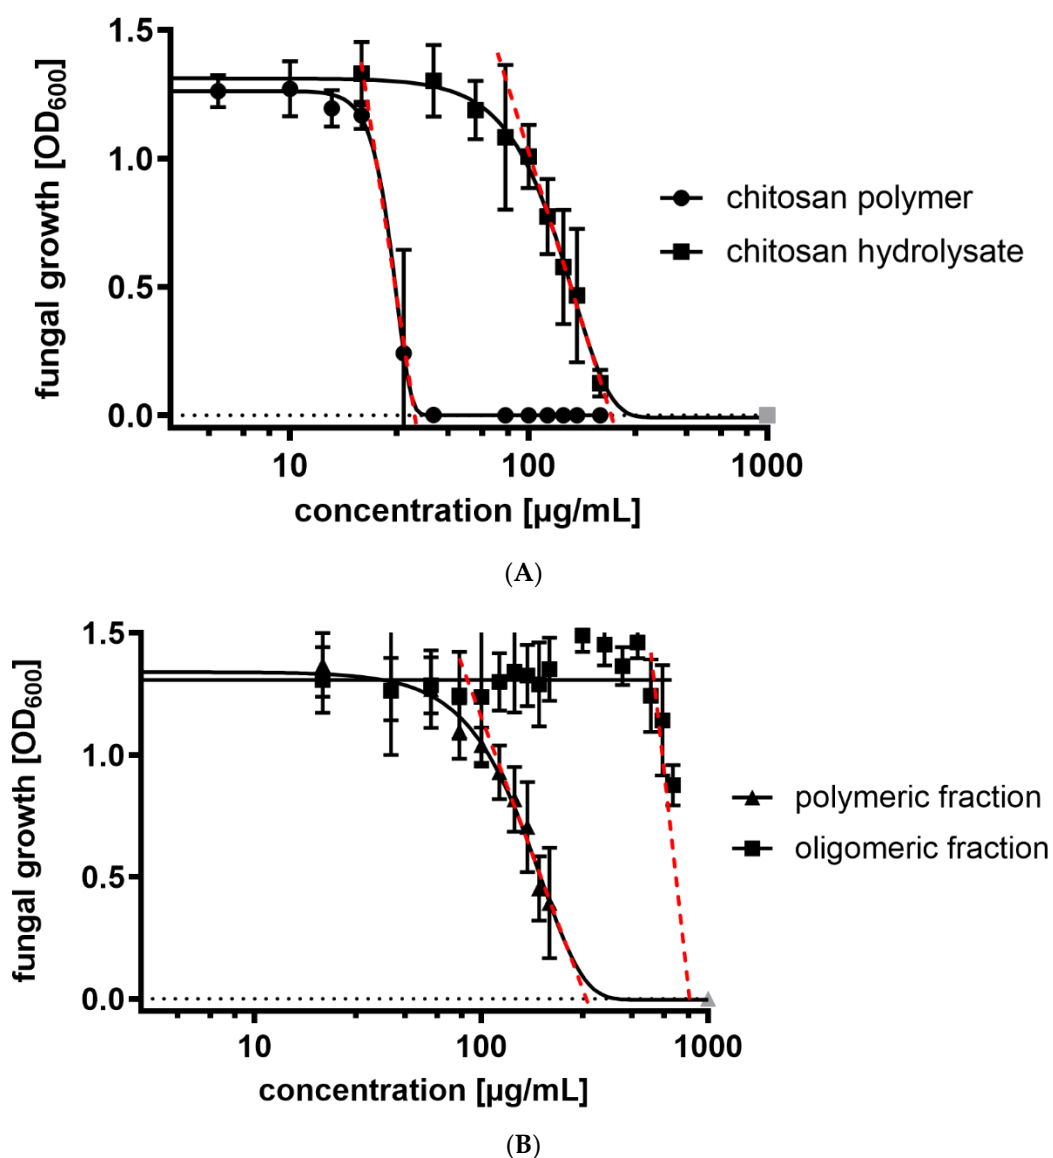 fungal growth [OD600]
1.5
1.0
0.5
0.0
10
100
1000
concentration [µg/mL]
chitosan polymer
chitosan hydrolysate
(A)
fungal growth [OD600]
1.5
1.0
0.5
0.0
10
100
1000
concentration [µg/mL]
polymeric fraction
oligomeric fraction
(B)